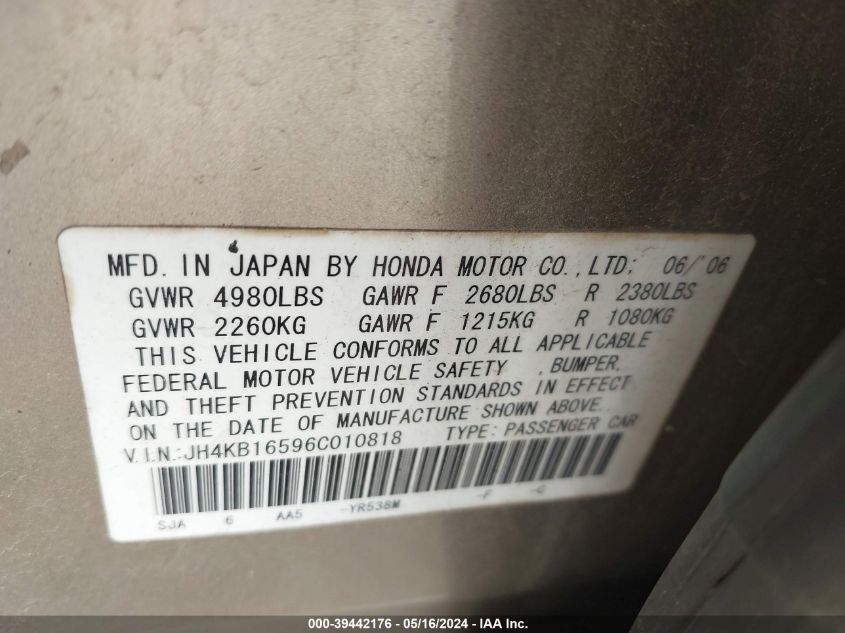 MFD. IN JAPAN BY HONDA MOTOR CO.,LTD: 06/'06
GVWR 4980LBS GAWR F 2680LBS R 2380LBS
GVWR 2260KG GAWR F 1215KG R 1080KG
THIS VEHICLE CONFORMS TO ALL APPLICABLE
FEDERAL MOTOR VEHICLE SAFETY , BUMPER,
AND THEFT PREVENTION STANDARDS IN EFFECT
ON THE DATE OF MANUFACTURE SHOWN ABOVE.
V.I.N.:JH4KB16596C010818 TYPE: PASSENGER CAR
SJA 6 AA5 -YR538M -F -C
000-39442176 - 05/16/2024 - IAA Inc.